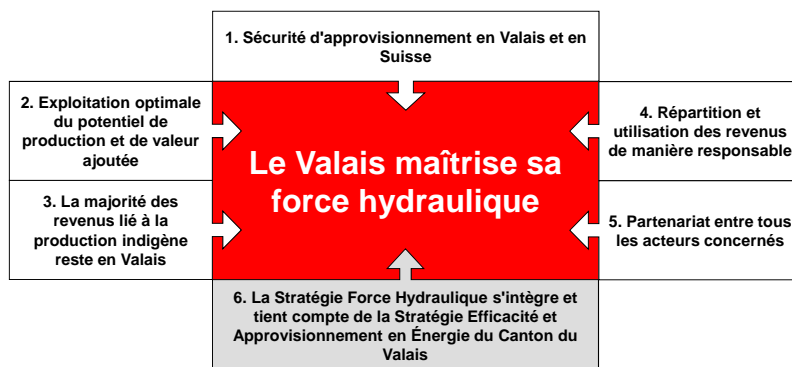 1. Sécurité d'approvisionnement en Valais et en
Suisse
2. Exploitation optimale
du potentiel de
production et de valeur
ajoutée
3. La majorité des
revenus lié à la
production indigène
reste en Valais
Le Valais maîtrise sa
force hydraulique
4. Répartition et
utilisation des revenus
de manière responsable
5. Partenariat entre tous
les acteurs concernés
6. La Stratégie Force Hydraulique s'intègre et
tient compte de la Stratégie Efficacité et
Approvisionnement en Énergie du Canton du
Valais